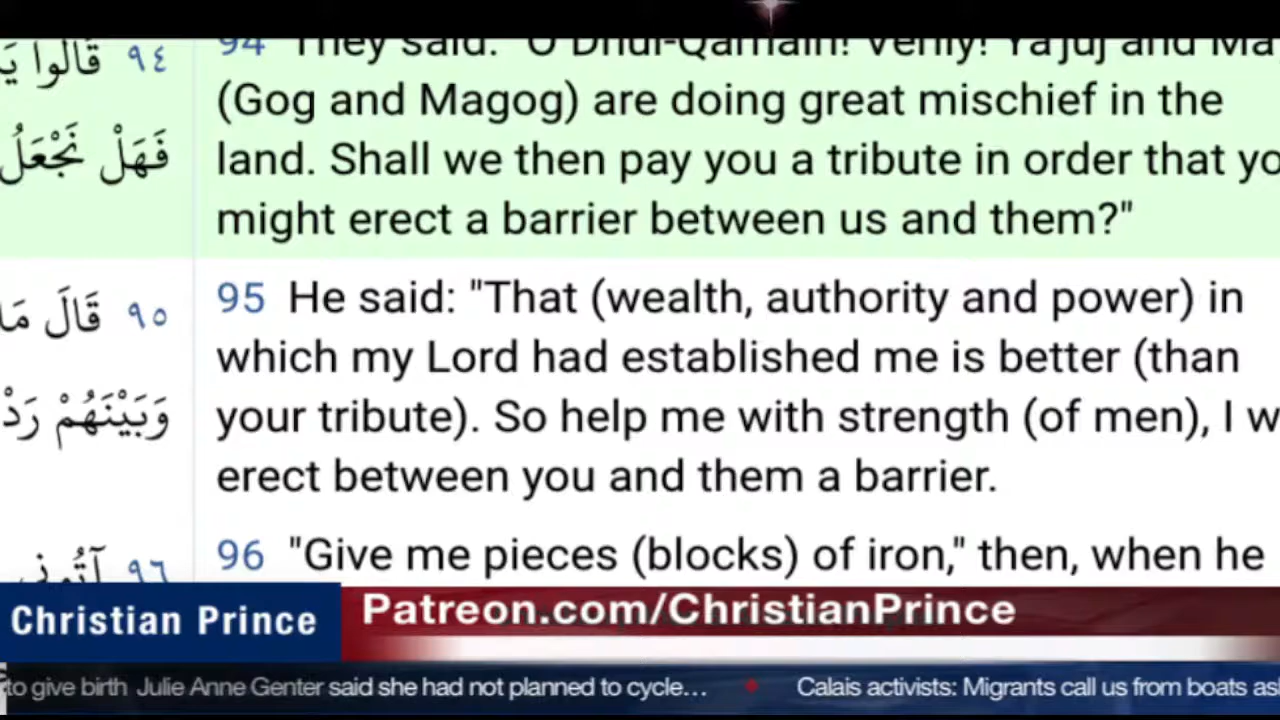 94 They said: "O Dhul-Qarnain! Verily! Ya'juj and Ma
(Gog and Magog) are doing great mischief in the
land. Shall we then pay you a tribute in order that yo
might erect a barrier between us and them?"
٩٤ قَالُوا يَ
فَهَلْ نَجْعَلُ
95 He said: "That (wealth, authority and power) in
which my Lord had established me is better (than
your tribute). So help me with strength (of men), I w
erect between you and them a barrier.
٩٥ قَالَ مَا
وَبَيْنَهُمْ رَدْ
96 "Give me pieces (blocks) of iron," then, when he
٩٦ آتُونِي
Christian Prince
Patreon.com/ChristianPrince
to give birth Julie Anne Genter said she had not planned to cycle... Calais activists: Migrants call us from boats as